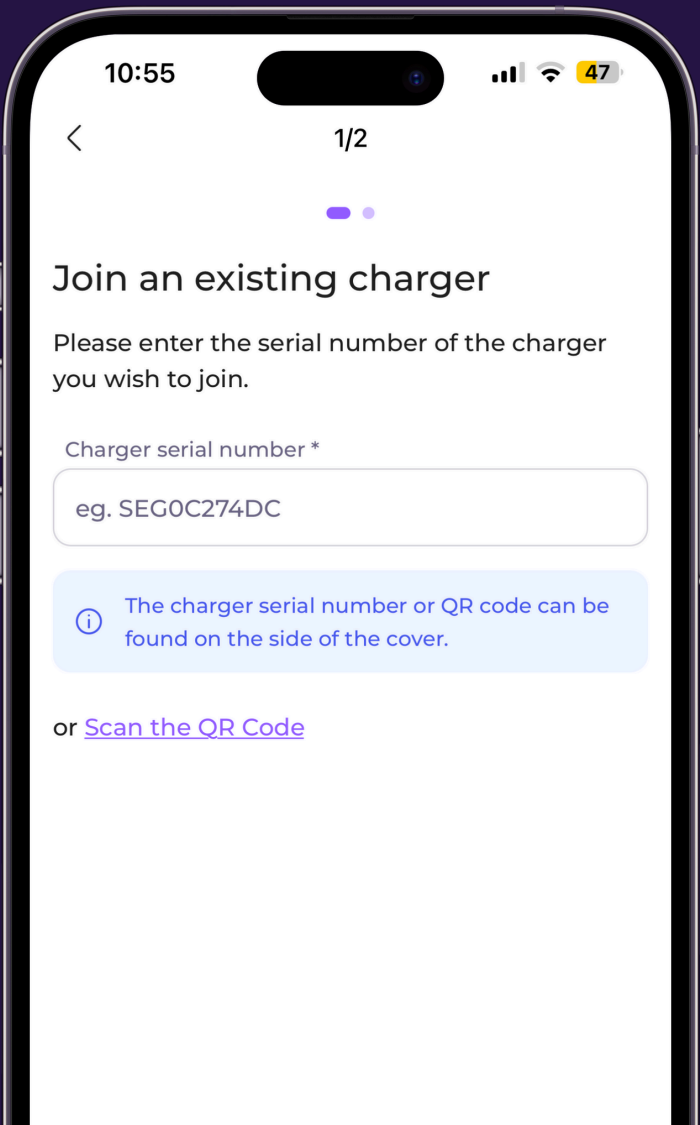 10:55
47
1/2
Join an existing charger
Please enter the serial number of the charger
you wish to join.
Charger serial number *
eg. SEG0C274DC
The charger serial number or QR code can be
found on the side of the cover.
or Scan the QR Code